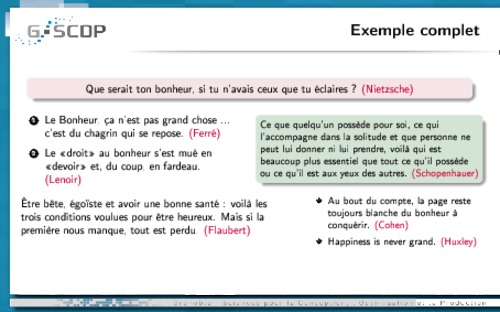 G-SCOP
Exemple complet
Que serait ton bonheur, si tu n'avais ceux que tu éclaires ? (Nietzsche)
1 Le Bonheur, ça n'est pas grand chose ...
c'est du chagrin qui se repose. (Ferré)
2 Le «droit» au bonheur s'est mué en
«devoir» et, du coup, en fardeau.
(Lenoir)
Être bête, égoïste et avoir une bonne santé : voilà les
trois conditions voulues pour être heureux. Mais si la
première nous manque, tout est perdu. (Flaubert)
Ce que quelqu'un possède pour soi, ce qui
l'accompagne dans la solitude et que personne ne
peut lui donner ni lui prendre, voilà qui est
beaucoup plus essentiel que tout ce qu'il possède
ou ce qu'il est aux yeux des autres. (Schopenhauer)
Au bout du compte, la page reste
toujours blanche du bonheur à
conquérir. (Cohen)
Happiness is never grand. (Huxley)
Sciences pour la Conception, l'Optimisation et la Production